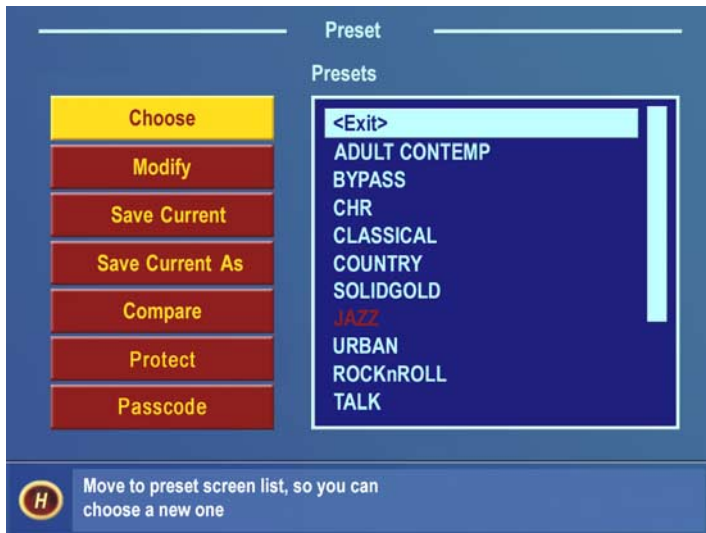 Preset
Presets
Choose
Modify
Save Current
Save Current As
Compare
Protect
Passcode
<Exit>
ADULT CONTEMP
BYPASS
CHR
CLASSICAL
COUNTRY
SOLIDGOLD
JAZZ
URBAN
ROCKnROLL
TALK
H
Move to preset screen list, so you can
choose a new one